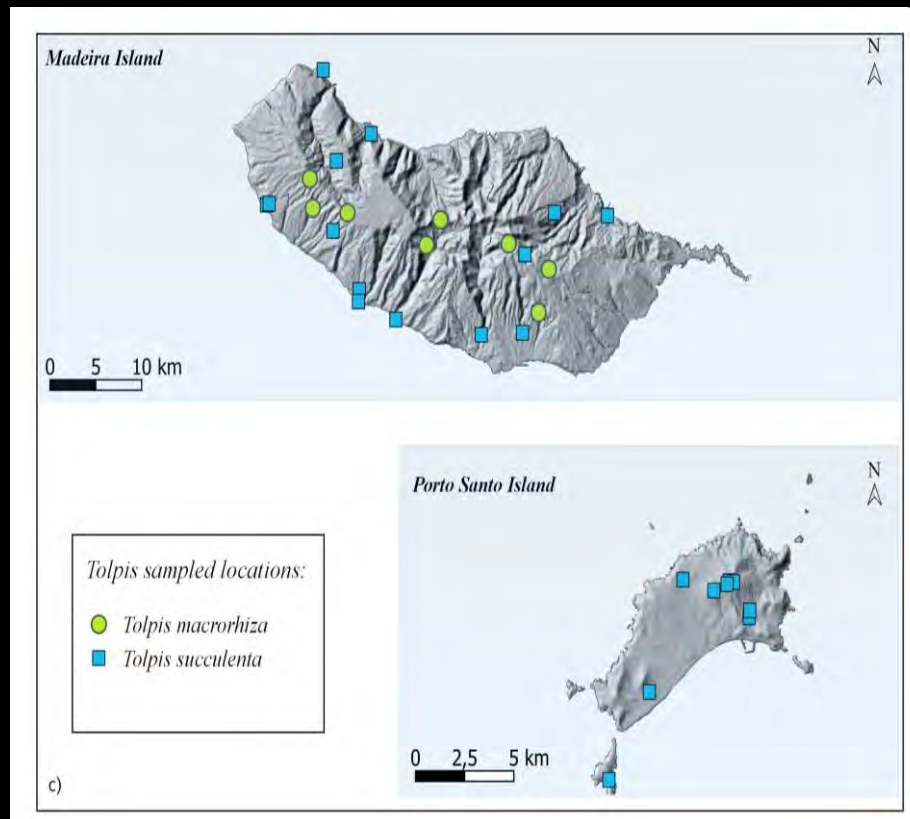 Madeira Island
N
0 5 10 km
Porto Santo Island
N
Tolpis sampled locations:
Tolpis macrorhiza
Tolpis succulenta
0 2,5 5 km
c)